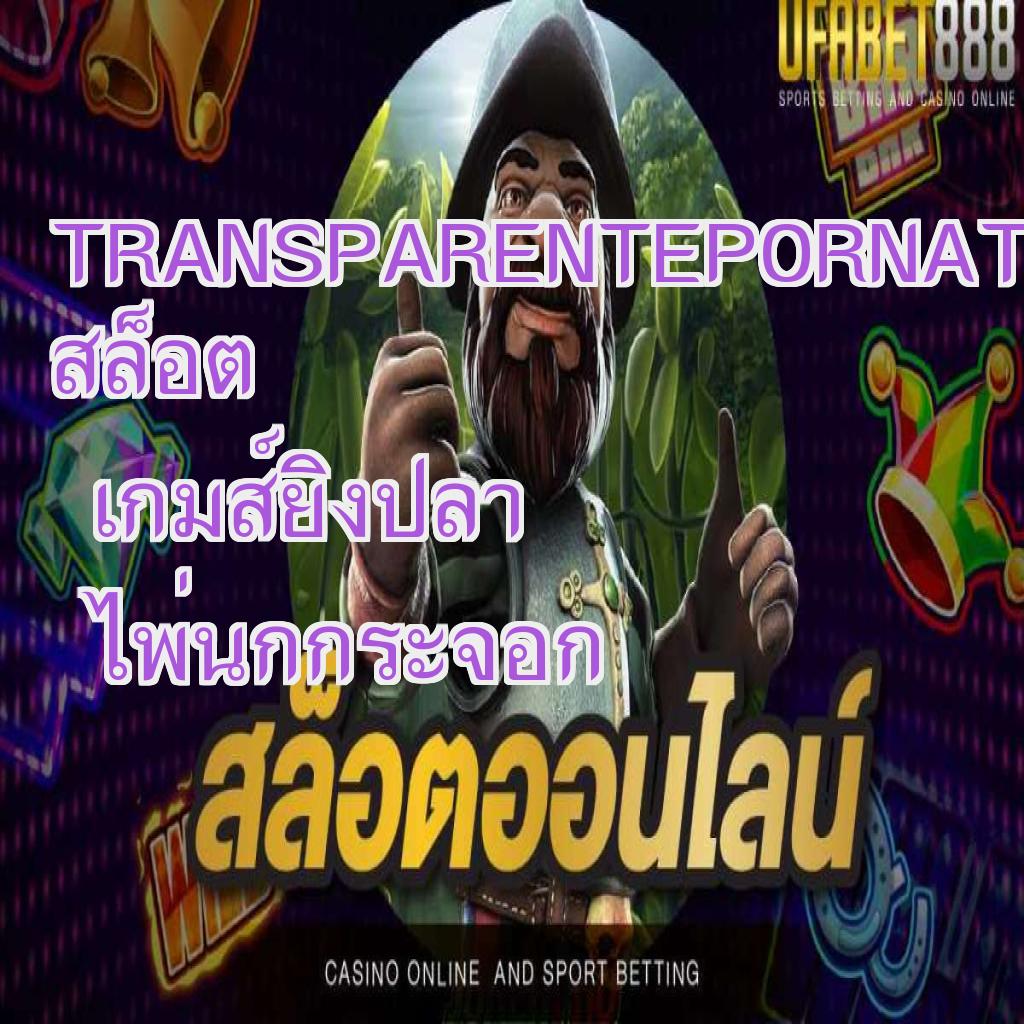 UFABET888
SPORTS BETTING AND CASINO ONLINE
BAR
TRANSPARENTEPORNAT
สล็อต
เกมส์ยิงปลา
ไพ่นกกระจอก
สล็อตออนไลน์
WIN
CASINO ONLINE AND SPORT BETTING